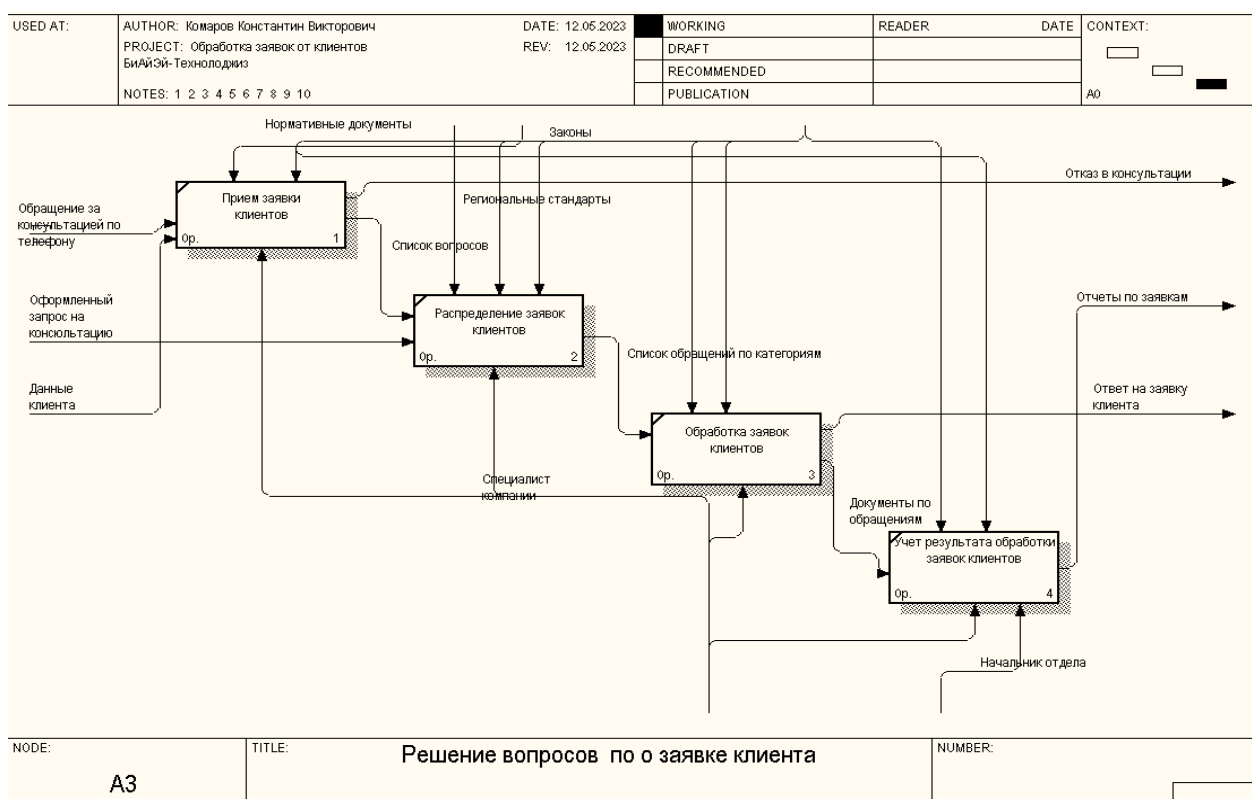 USED AT:
AUTHOR: Комаров Константин Викторович
DATE: 12.05.2023
PROJECT: Обработка заявок от клиентов
БиАйЭй-Технолоджиз
REV: 12.05.2023
NOTES: 1 2 3 4 5 6 7 8 9 10
WORKING
DRAFT
RECOMMENDED
PUBLICATION
READER
DATE
CONTEXT:
A0
Нормативные документы
Законы
Отказ в консультации
Прием заявки
клиентов
0р.
1
Региональные стандарты
Обращение за
консультацией по
телефону
Список вопросов
Оформленный
запрос на
консюльтацию
Распределение заявок
клиентов
0р.
2
Отчеты по заявкам
Список обращений по категориям
Данные
клиента
Ответ на заявку
клиента
Обработка заявок
клиентов
0р.
3
Специалист
компании
Документы по
обращениям
Учет результата обработки
заявок клиентов
0р.
4
Начальник отдела
NODE:
A3
TITLE:
Решение вопросов по о заявке клиента
NUMBER: